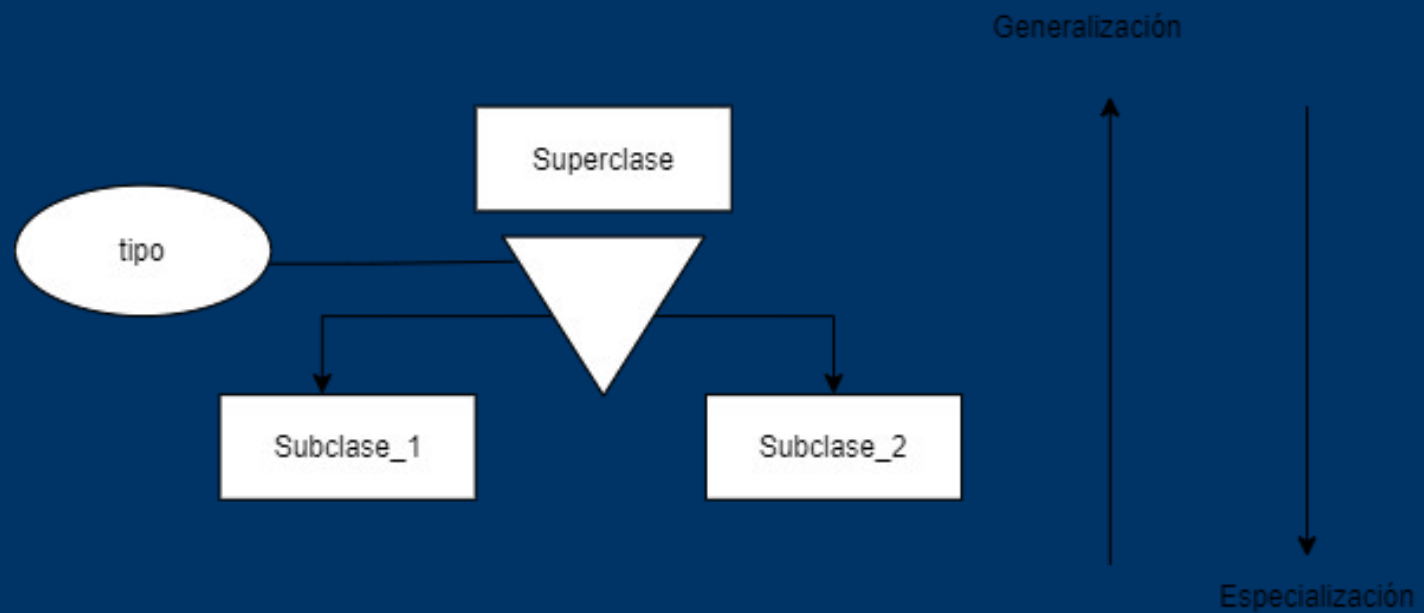 Generalización
Superclase
tipo
Subclase_1
Subclase_2
Especialización